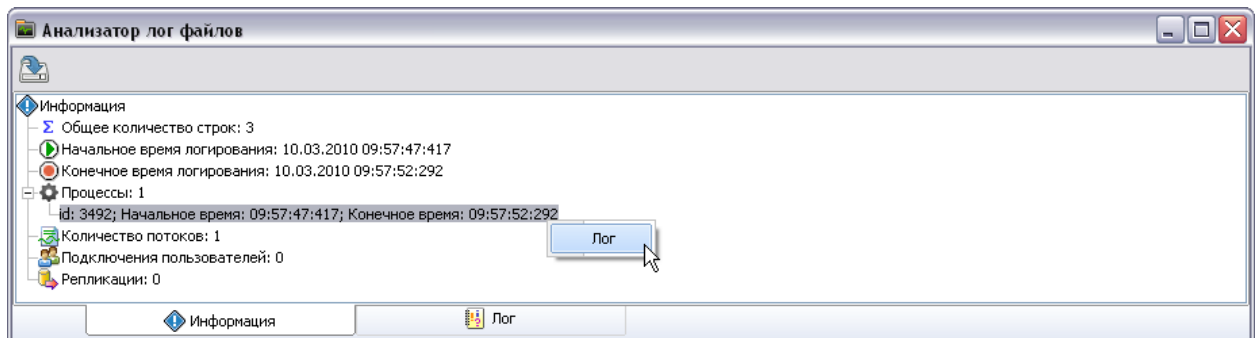 Анализатор лог файлов
Информация
Σ Общее количество строк: 3
Начальное время логирования: 10.03.2010 09:57:47:417
Конечное время логирования: 10.03.2010 09:57:52:292
Процессы: 1
id: 3492; Начальное время: 09:57:47:417; Конечное время: 09:57:52:292
Количество потоков: 1
Лог
Подключения пользователей: 0
Репликации: 0
Информация
Лог